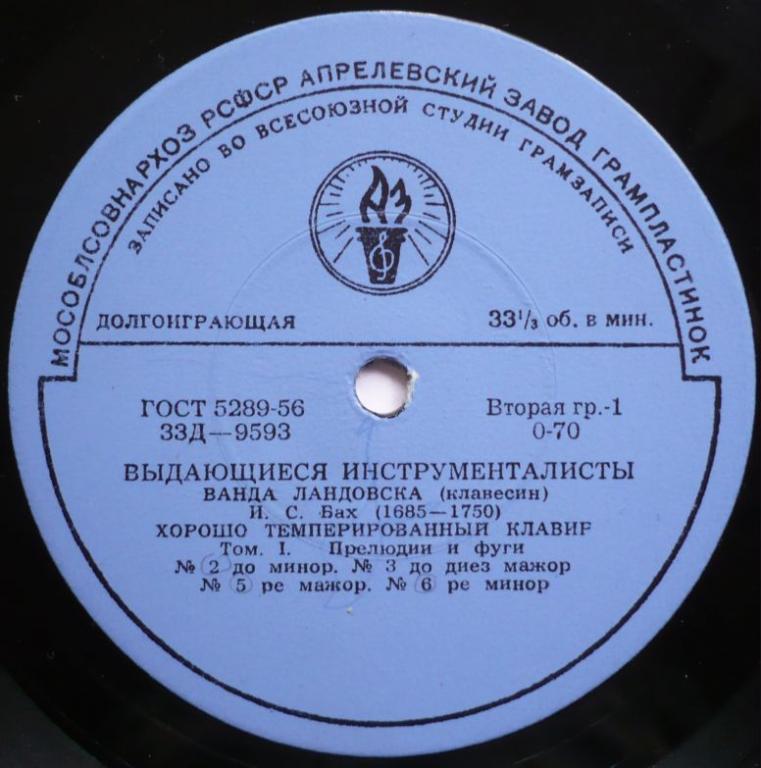 МОСОБЛСОВНАРХОЗ РСФСР АПРЕЛЕВСКИЙ ЗАВОД ГРАМПЛАСТИНОК
ЗАПИСАНО ВО ВСЕСОЮЗНОЙ СТУДИИ ГРАМЗАПИСИ
АЗ
ДОЛГОИГРАЮЩАЯ 33⅓ об. в мин.
ГОСТ 5289-56 Вторая гр.-1
33Д—9593 0-70
ВЫДАЮЩИЕСЯ ИНСТРУМЕНТАЛИСТЫ
ВАНДА ЛАНДОВСКА (клавесин)
И. С. Бах (1685—1750)
ХОРОШО ТЕМПЕРИРОВАННЫЙ КЛАВИР
Том. I. Прелюдии и фуги
№ 2 до минор. № 3 до диез мажор
№ 5 ре мажор. № 6 ре минор